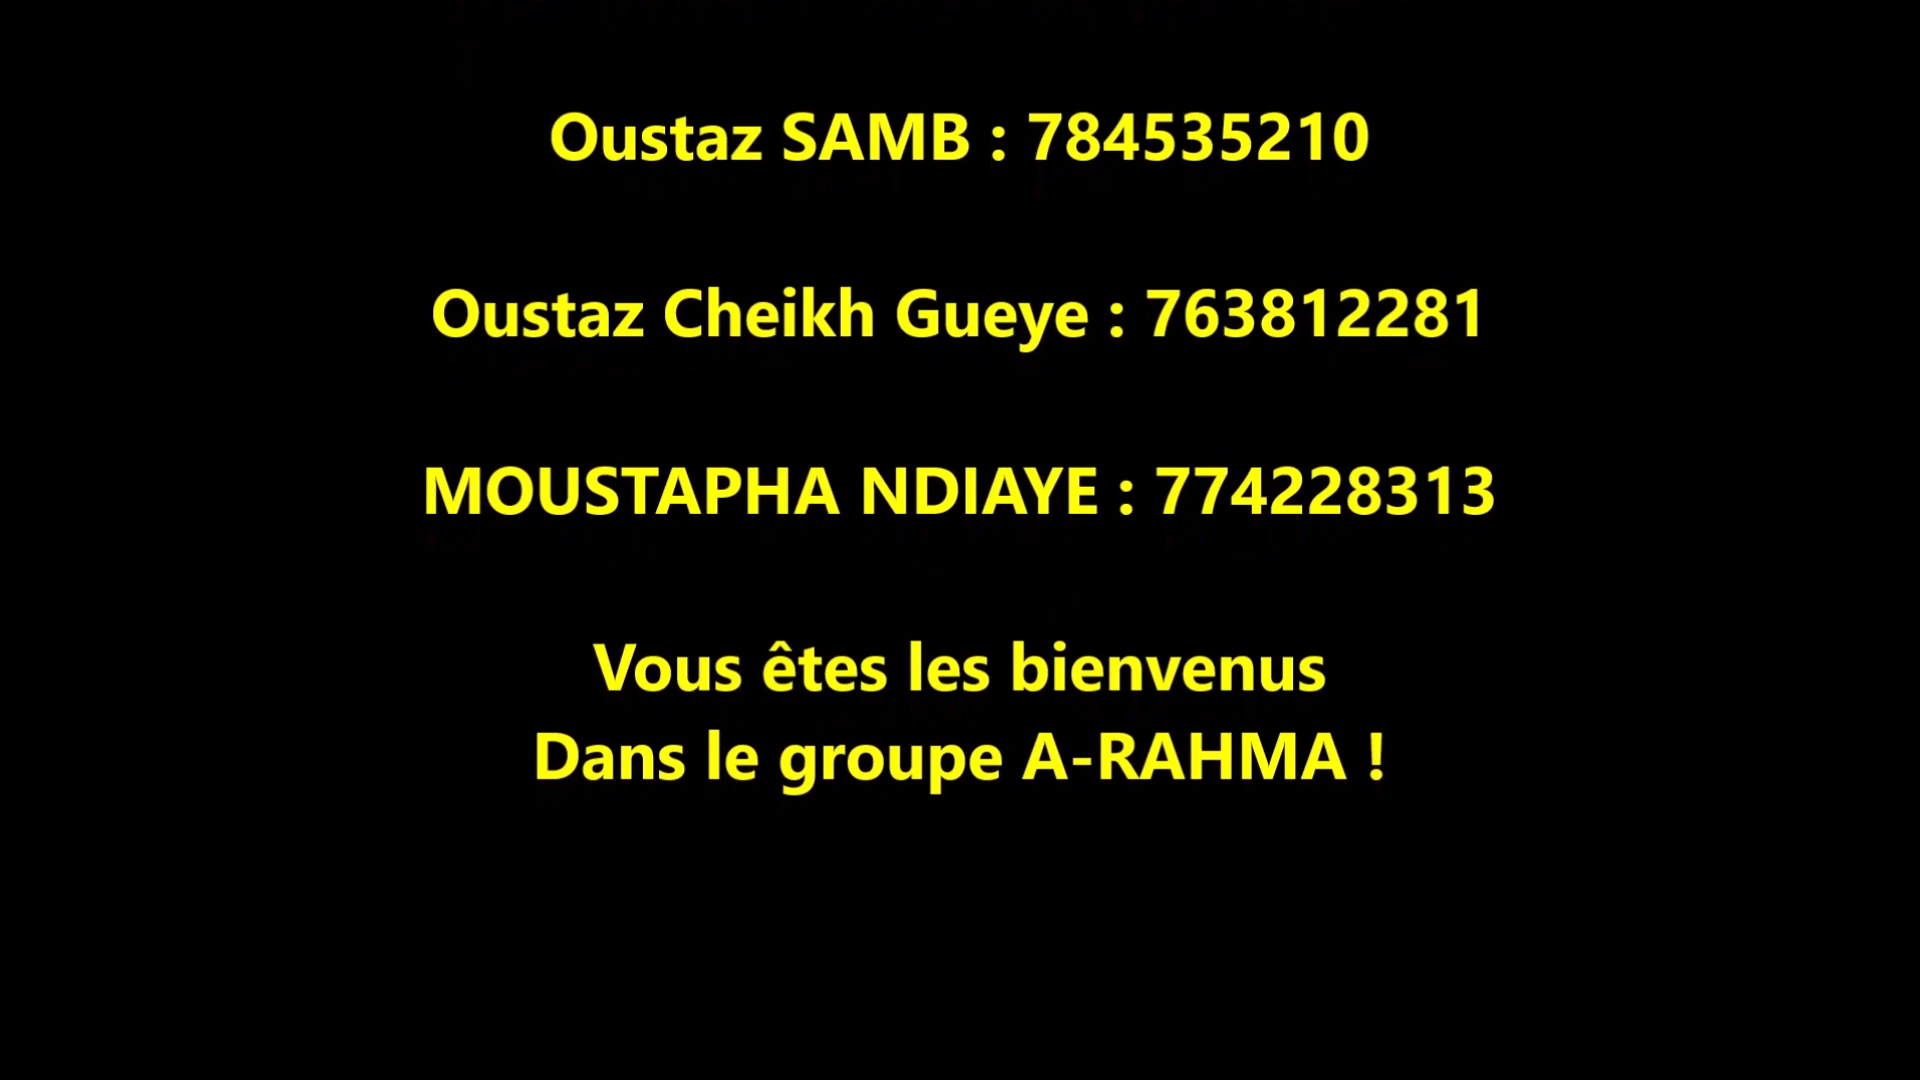 Oustaz SAMB : 784535210
Oustaz Cheikh Gueye : 763812281
MOUSTAPHA NDIAYE : 774228313
Vous êtes les bienvenus
Dans le groupe A-RAHMA !